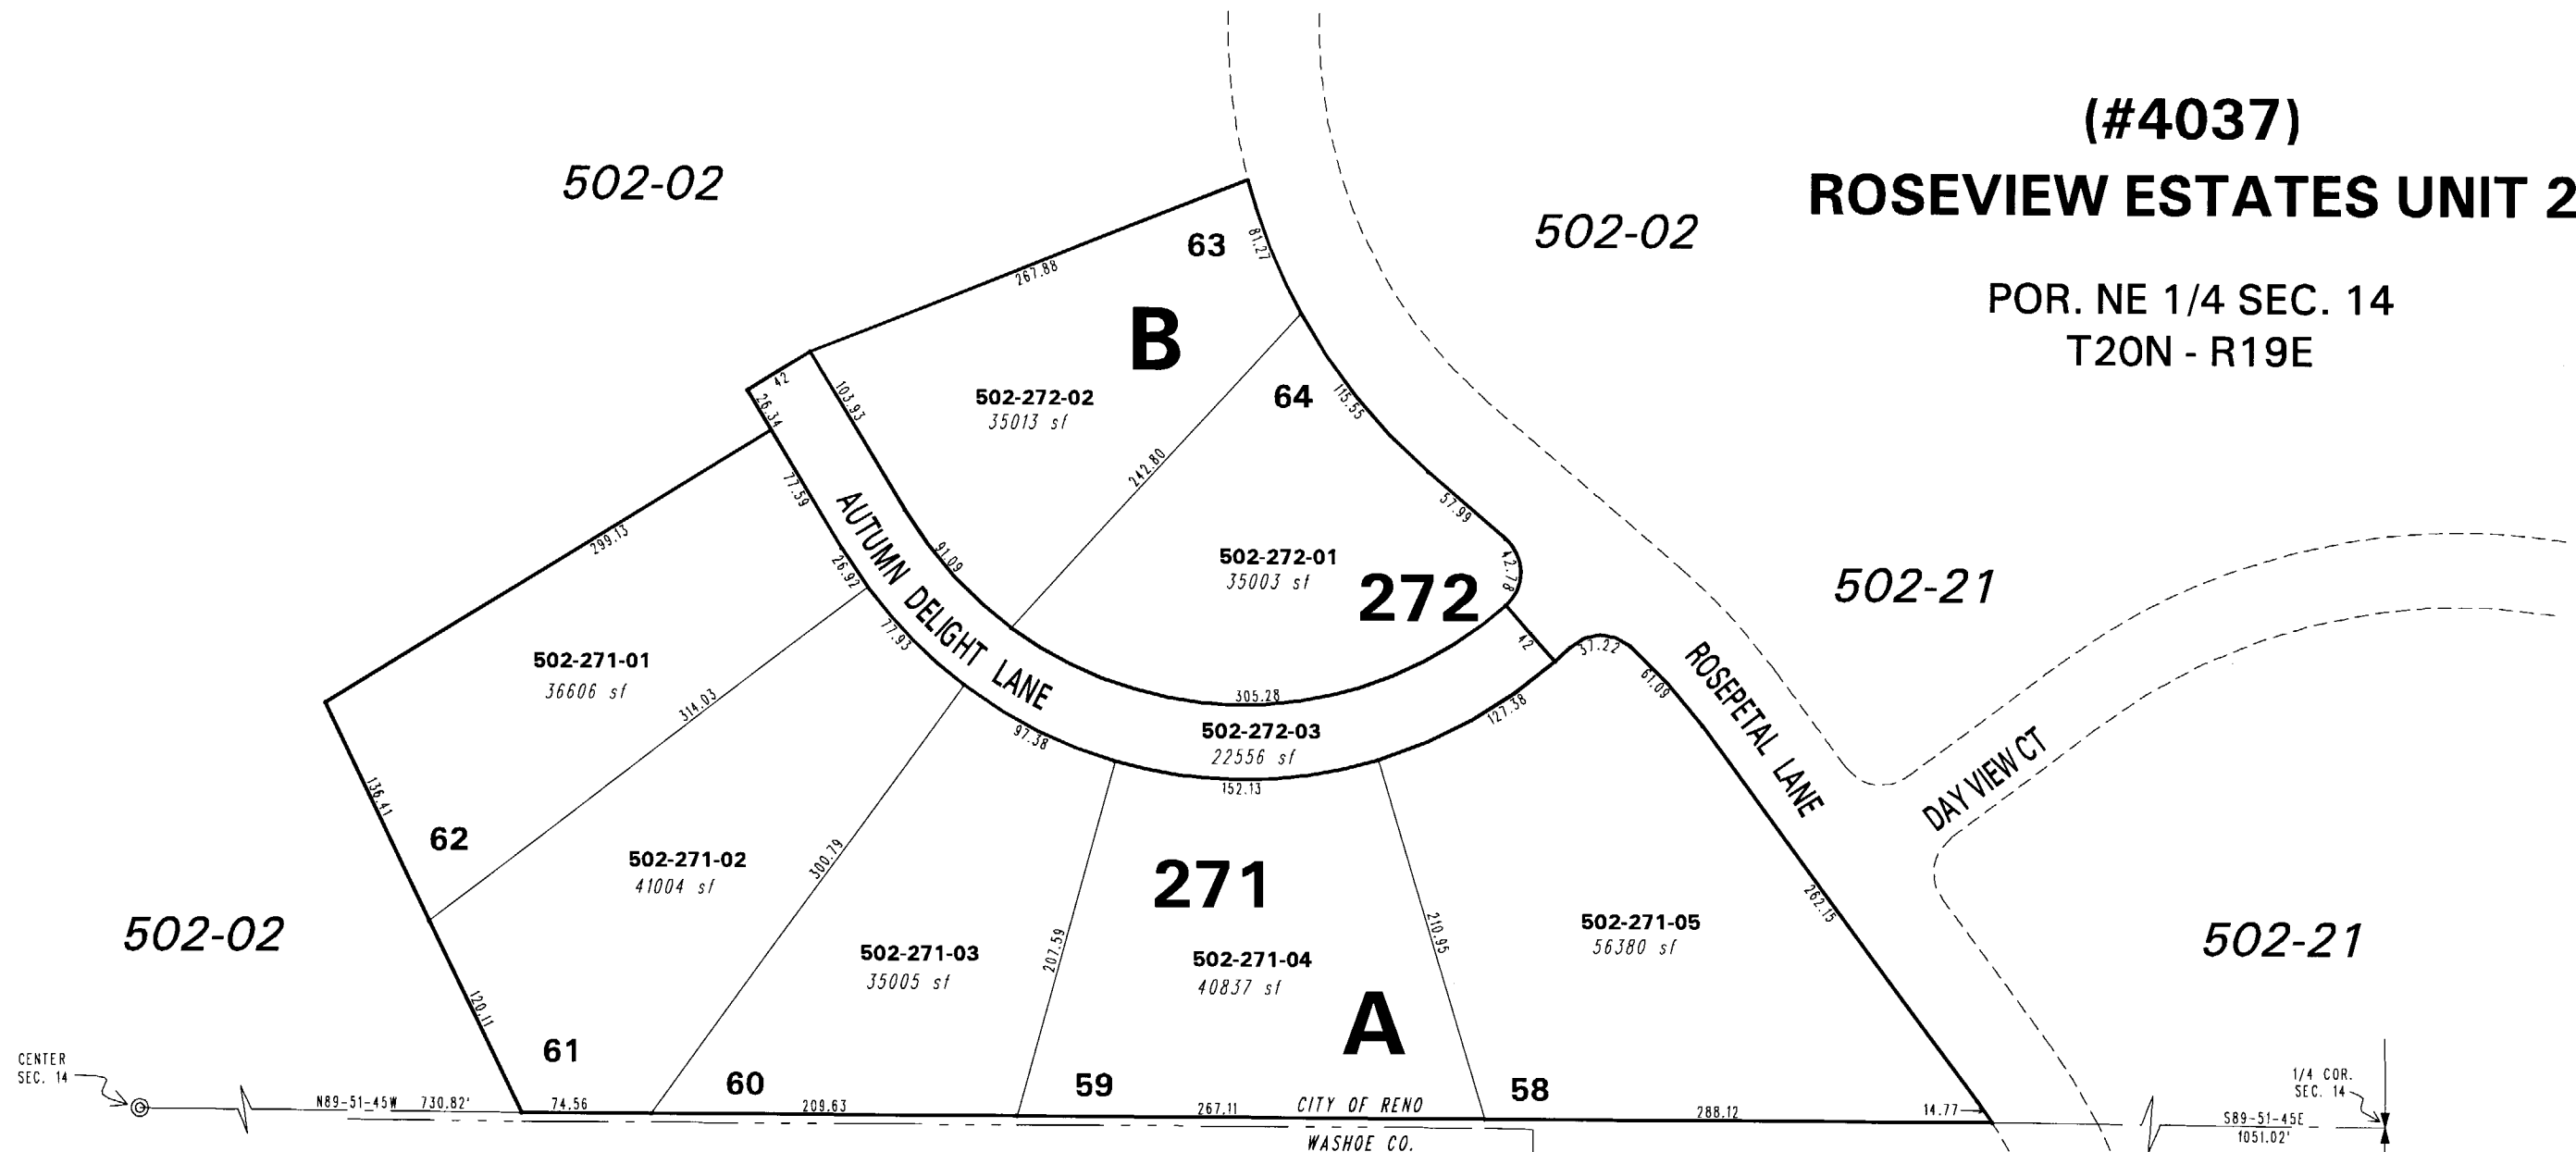 (#4037)
ROSEVIEW ESTATES UNIT 2
POR. NE 1/4 SEC. 14
T20N - R19E
502-02
502-02
502-21
502-21
502-02
63
81.27
267.88
B
502-272-02
35013 sf
42
26.34
103.93
64
115.55
242.80
57.99
77.59
299.13
AUTUMN DELIGHT LANE
91.09
26.92
502-272-01
35003 sf
272
42.78
42
37.22
61.09
ROSEPETAL LANE
77.93
502-271-01
36606 sf
314.03
305.28
502-272-03
22556 sf
127.38
97.38
152.13
DAY VIEW CT
136.41
62
502-271-02
41004 sf
300.79
271
262.15
207.59
210.95
502-271-03
35005 sf
502-271-04
40837 sf
502-271-05
56380 sf
120.11
A
61
60
59
58
CENTER
SEC. 14
N89-51-45W 730.82'
74.56
209.63
267.11
CITY OF RENO
288.12
14.77
WASHOE CO.
1/4 COR.
SEC. 14
S89-51-45E
1051.02'